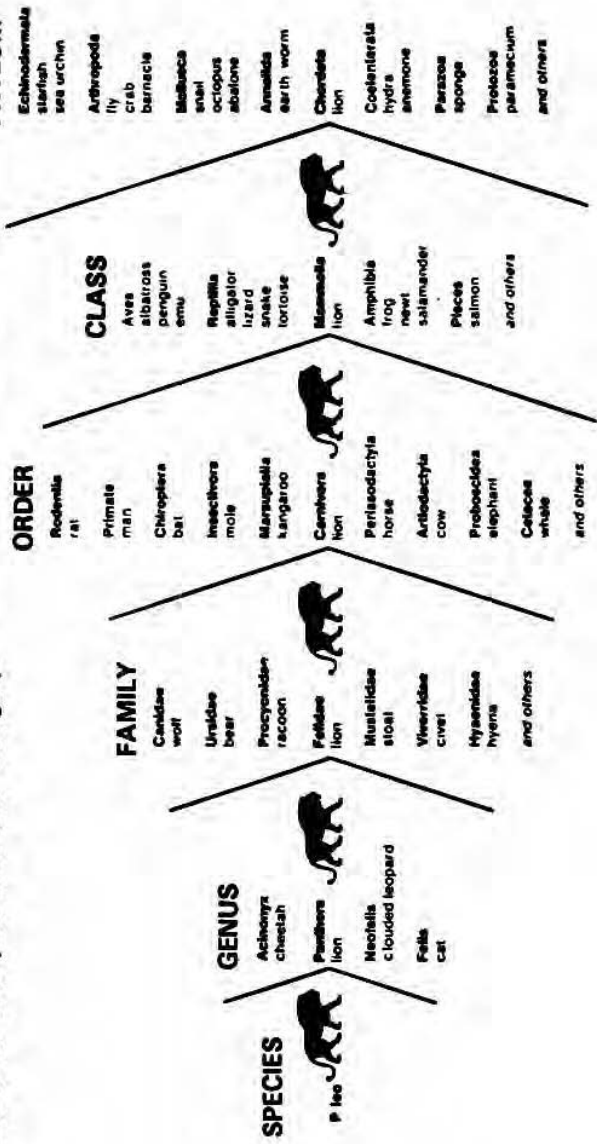 SPECIES
P leo
GENUS
Acinonyx
cheetah
Panthera
lion
Neofelis
clouded leopard
Felis
cat
FAMILY
Canidae
wolf
Ursidae
bear
Procyonidae
racoon
Felidae
lion
Mustelidae
stoat
Viverridae
civet
Hyaenidae
hyena
and others
ORDER
Rodentia
rat
Primate
man
Chiroptera
bat
Insectivora
mole
Marsupialia
kangaroo
Carnivora
lion
Perissodactyla
horse
Artiodactyla
cow
Proboscidea
elephant
Cetacea
whale
and others
CLASS
Aves
albatross
penguin
emu
Reptilia
alligator
lizard
snake
tortoise
Mammalia
lion
Amphibia
frog
newt
salamander
Pisces
salmon
and others
Echinodermata
starfish
sea urchin
Arthropoda
fly
crab
barnacle
Mollusca
snail
octopus
abalone
Annelida
earth worm
Chordata
lion
Coelenterata
hydra
anemone
Parazoa
sponge
Protozoa
paramecium
and others